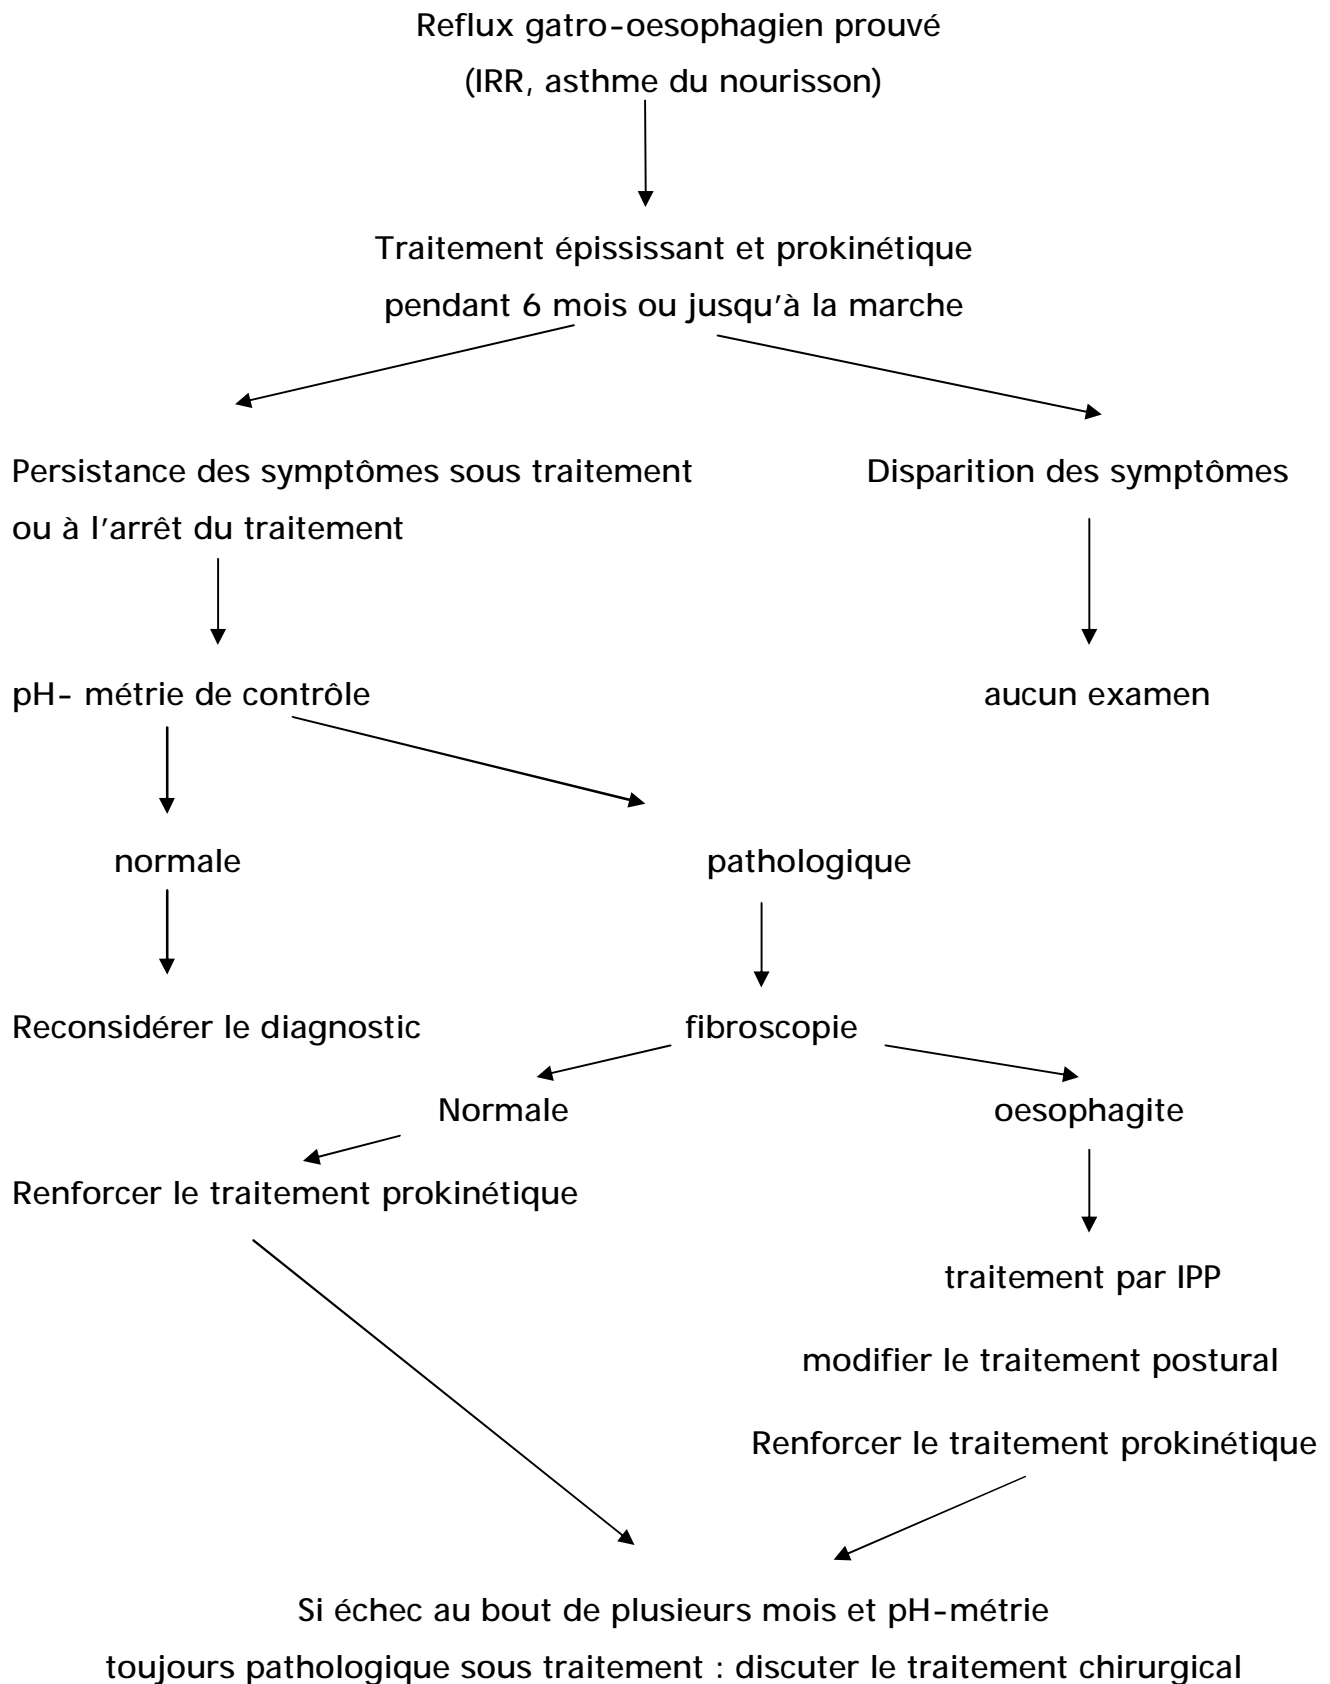 Reflux gatro-oesophagien prouvé
(IRR, asthme du nourisson)
Traitement épississant et prokinétique
pendant 6 mois ou jusqu’à la marche
Persistance des symptômes sous traitement
ou à l’arrêt du traitement
Disparition des symptômes
pH- métrie de contrôle
aucun examen
normale
pathologique
Reconsidérer le diagnostic
fibroscopie
Normale
oesophagite
Renforcer le traitement prokinétique
traitement par IPP
modifier le traitement postural
Renforcer le traitement prokinétique
Si échec au bout de plusieurs mois et pH-métrie
toujours pathologique sous traitement : discuter le traitement chirurgical